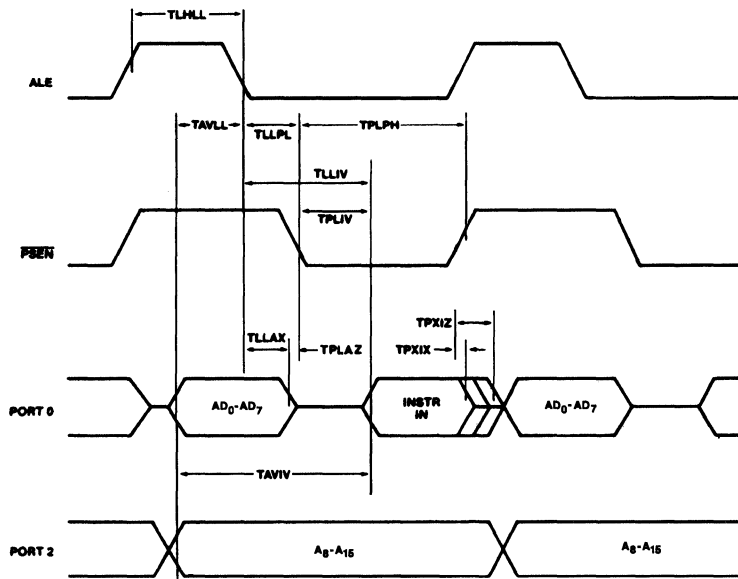 TLHLL
ALE
TAVLL
TLLPL
TPLPH
TLLIV
TPLIV
PSEN
TPXIZ
TLLAX
TPLAZ
TPXIX
PORT 0
AD0-AD7
INSTR
IN
AD0-AD7
TAVIV
PORT 2
A8-A15
A8-A15